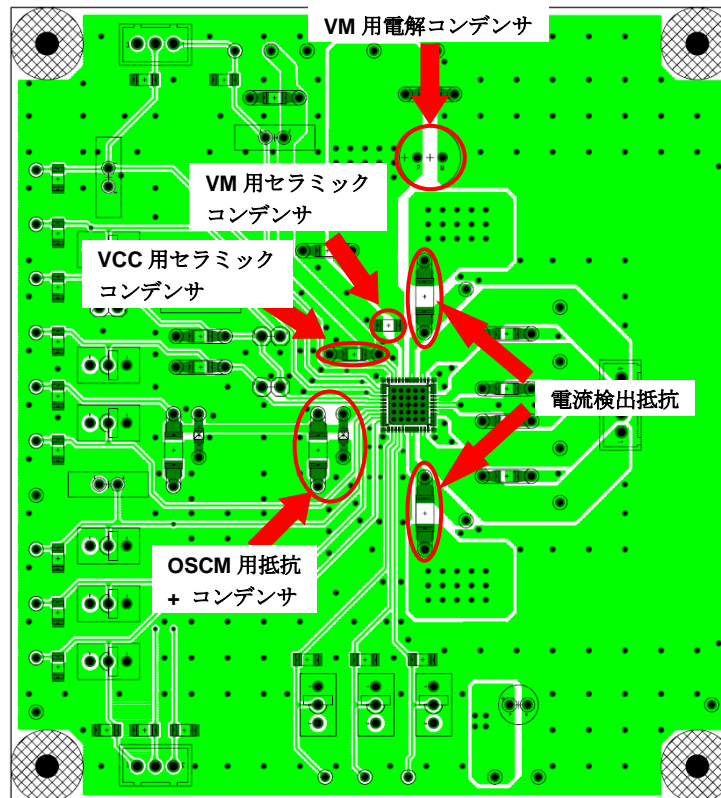 VM 用電解コンデンサ
VM 用セラミック
コンデンサ
VCC 用セラミック
コンデンサ
電流検出抵抗
OSCM 用抵抗
+ コンデンサ